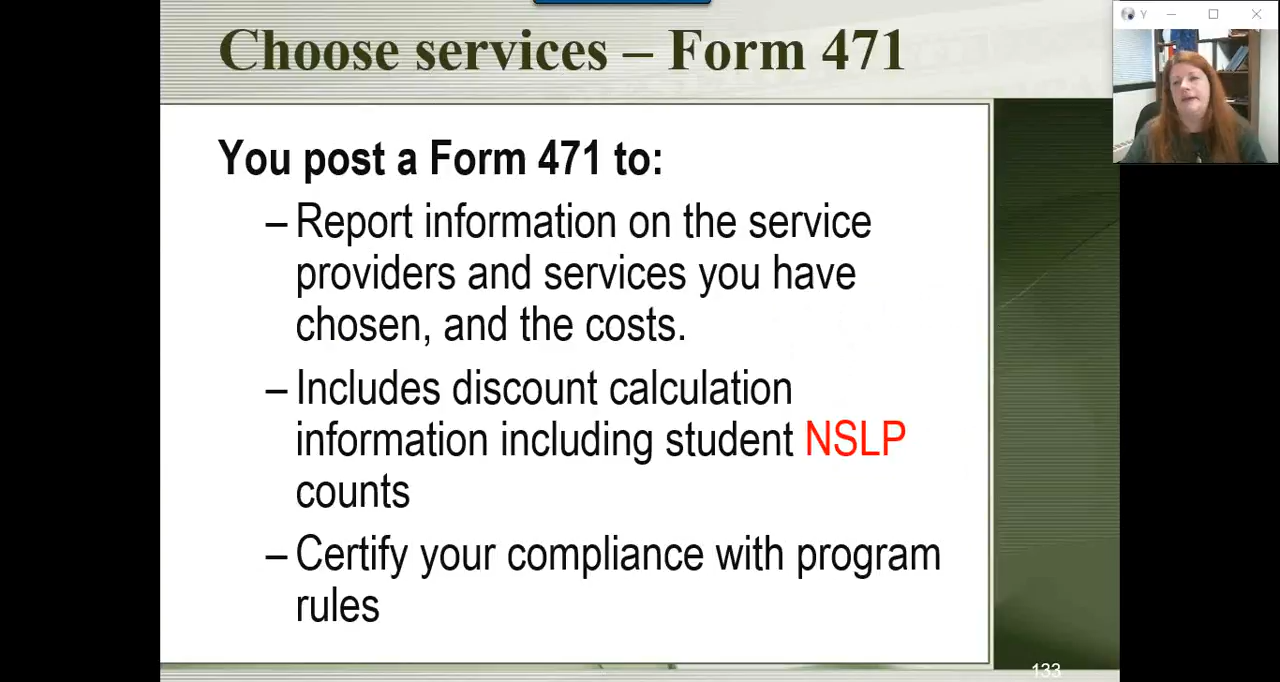 Choose services – Form 471
Y
You post a Form 471 to:
– Report information on the service
providers and services you have
chosen, and the costs.
– Includes discount calculation
information including student NSLP
counts
– Certify your compliance with program
rules
133